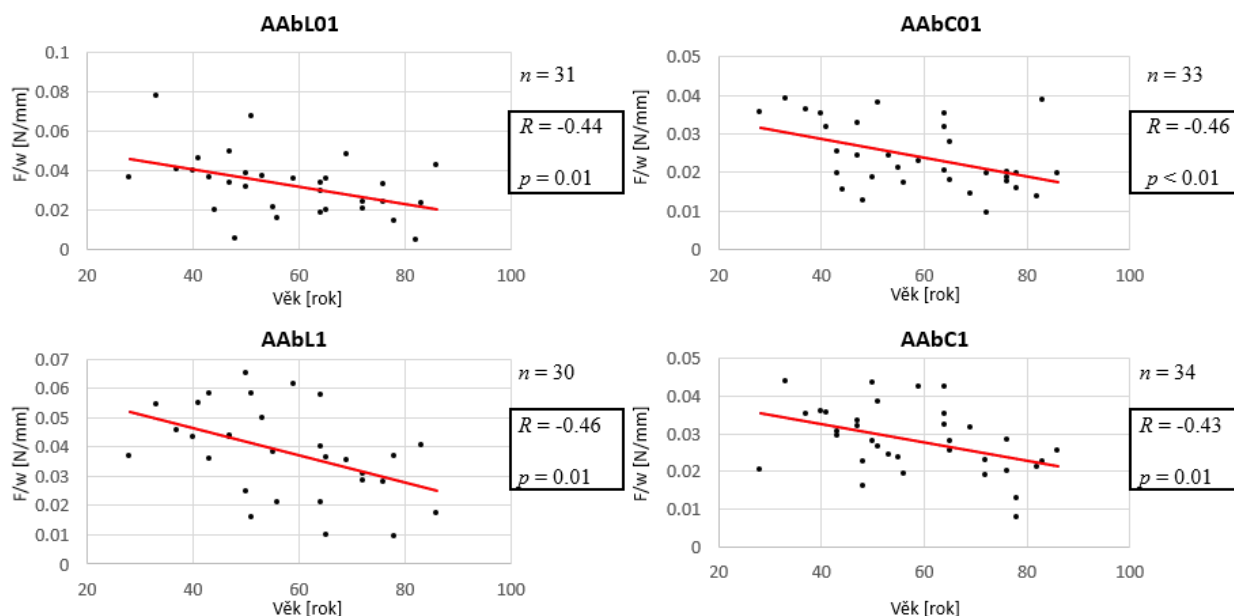 AAbL01
F/w [N/mm]
0.1
0.08
0.06
0.04
0.02
0
20 40 60 80 100
Věk [rok]
n = 31
R = -0.44
p = 0.01
AAbC01
F/w [N/mm]
0.05
0.04
0.03
0.02
0.01
0
20 40 60 80 100
Věk [rok]
n = 33
R = -0.46
p < 0.01
AAbL1
F/w [N/mm]
0.07
0.06
0.05
0.04
0.03
0.02
0.01
0
20 40 60 80 100
Věk [rok]
n = 30
R = -0.46
p = 0.01
AAbC1
F/w [N/mm]
0.05
0.04
0.03
0.02
0.01
0
20 40 60 80 100
Věk [rok]
n = 34
R = -0.43
p = 0.01